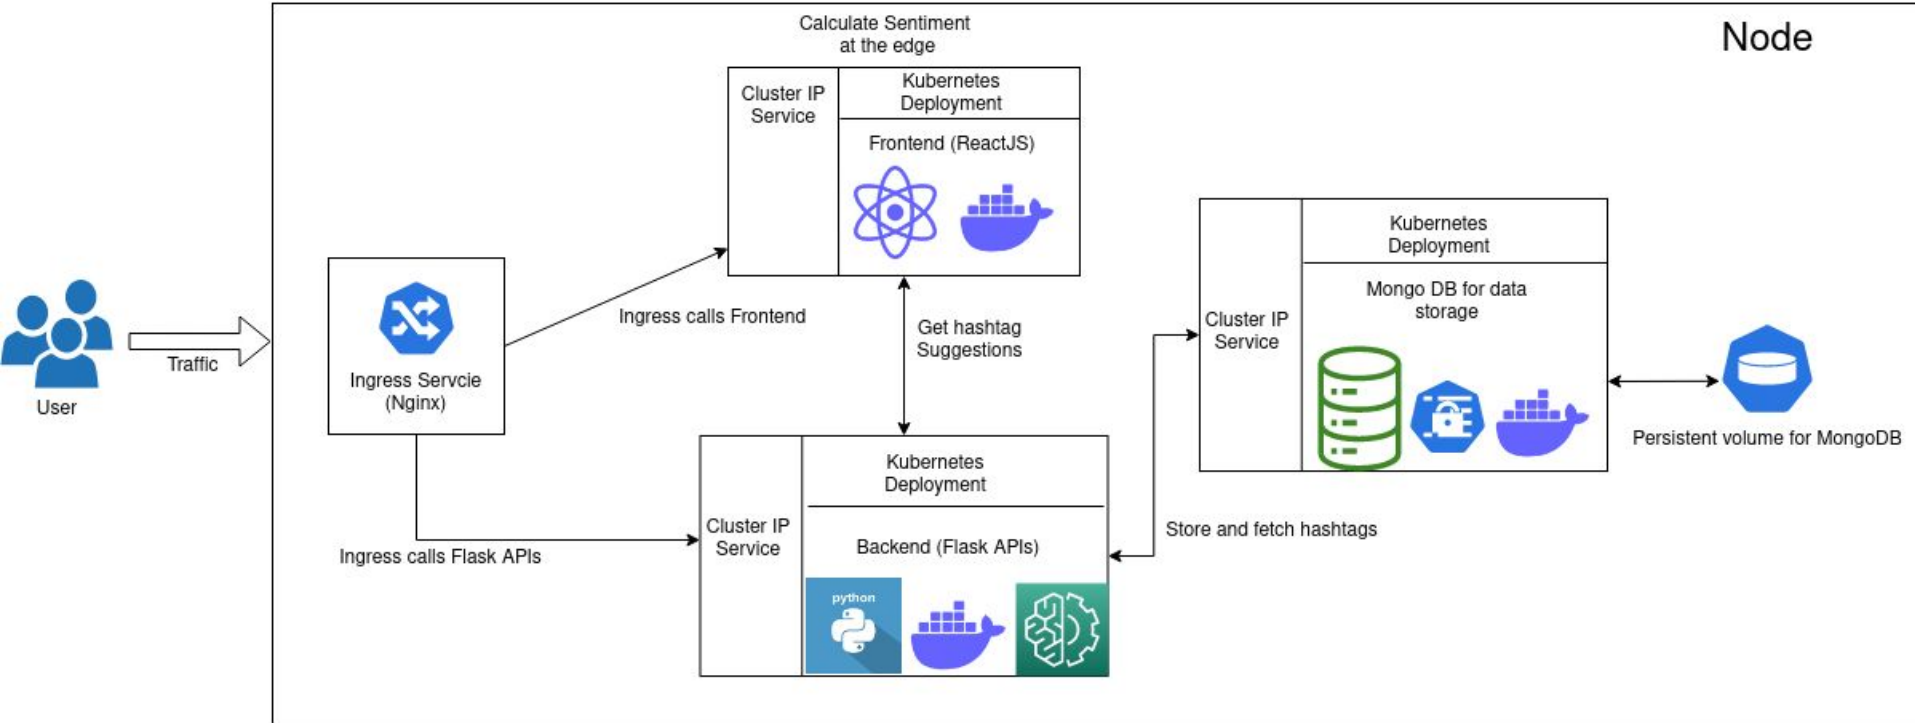 Node
Calculate Sentiment
at the edge
Cluster IP
Service
Kubernetes
Deployment
Frontend (ReactJS)
Ingress calls Frontend
Get hashtag
Suggestions
Traffic
User
Ingress Servcie
(Nginx)
Ingress calls Flask APIs
Cluster IP
Service
Kubernetes
Deployment
Backend (Flask APIs)
python
Store and fetch hashtags
Cluster IP
Service
Kubernetes
Deployment
Mongo DB for data
storage
Persistent volume for MongoDB